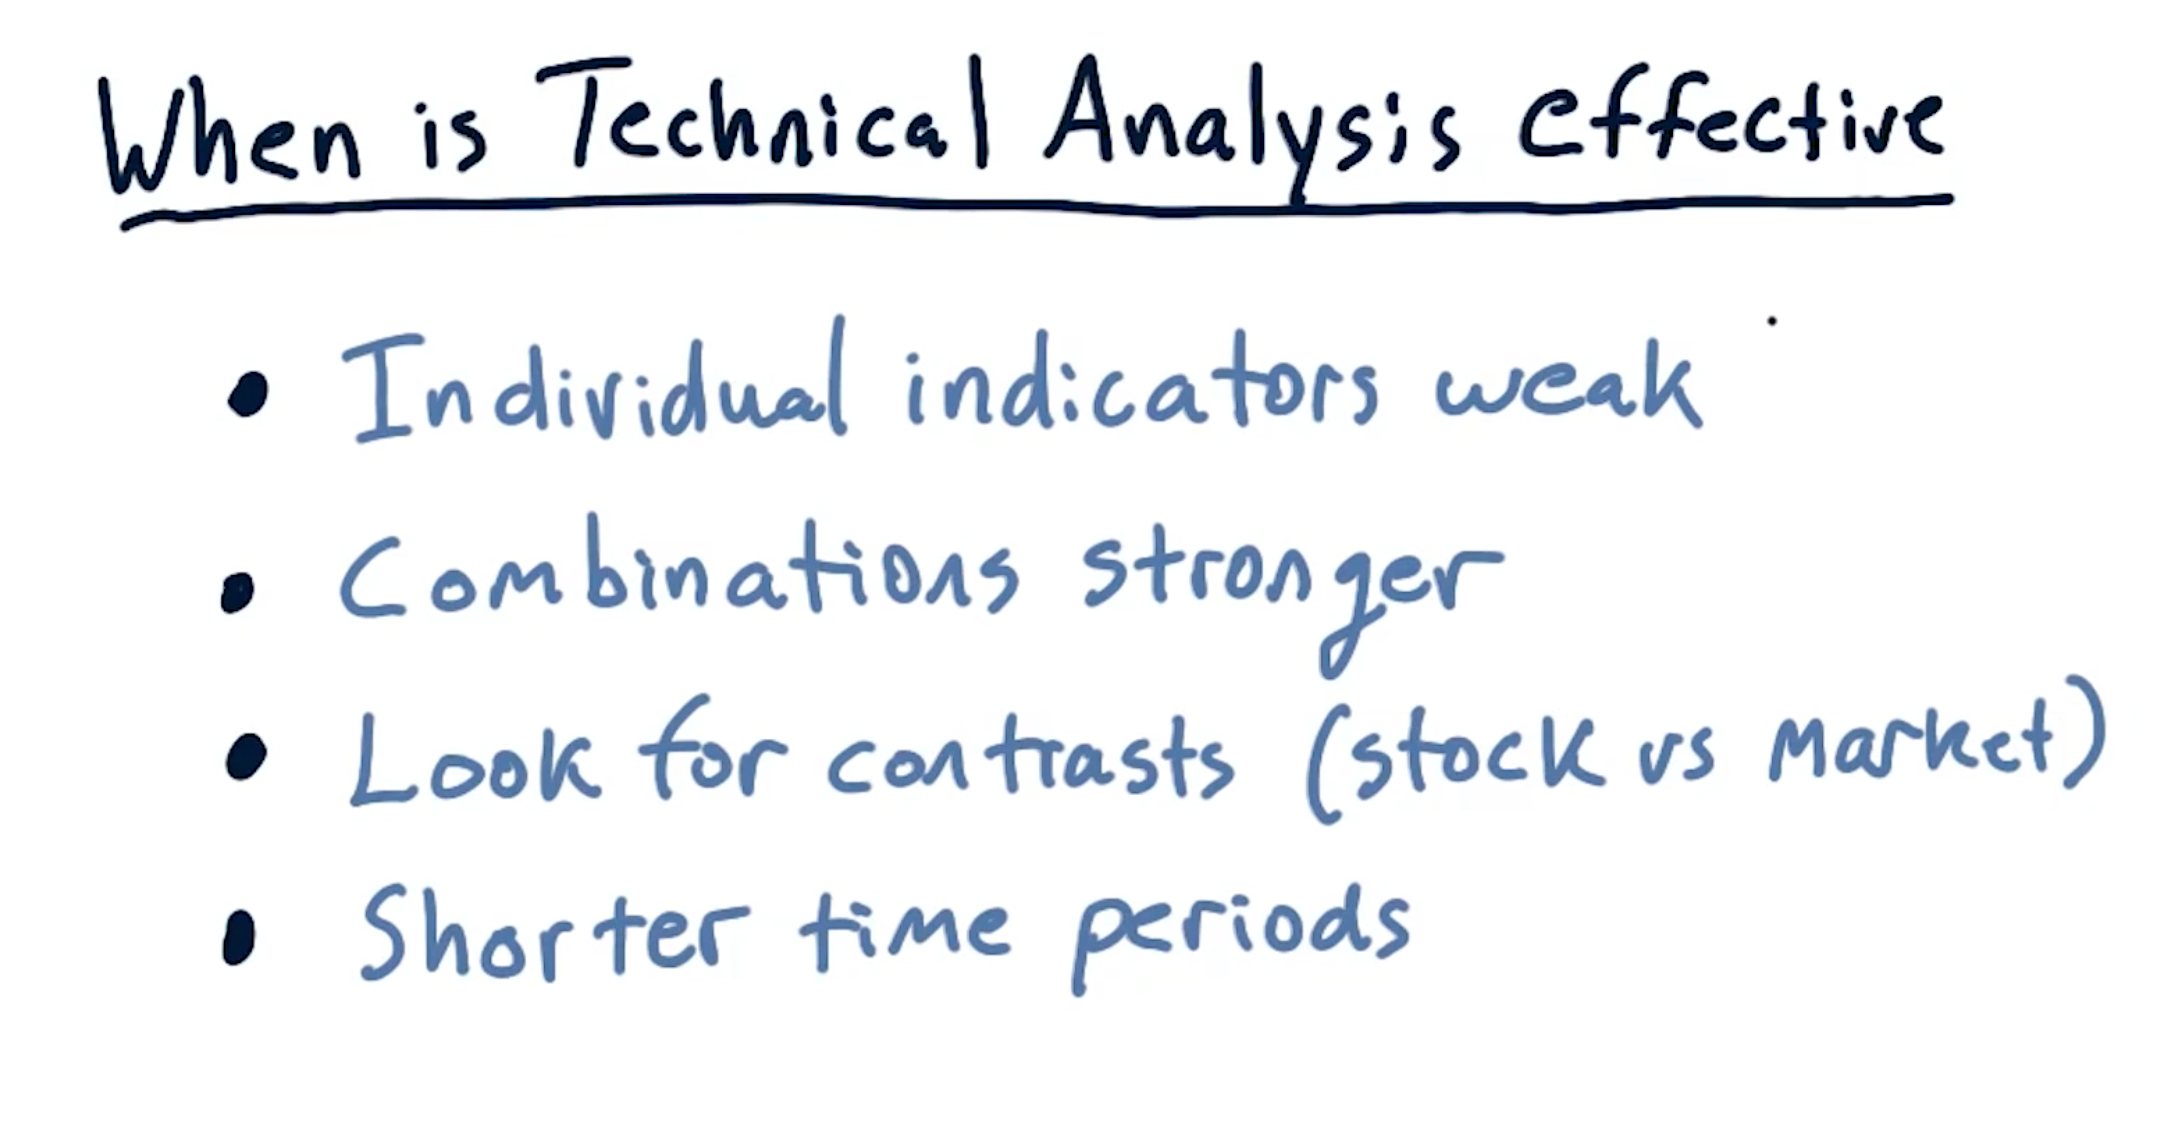 When is Technical Analysis effective
• Individual indicators weak
• Combinations stronger
• Look for contrasts (stock vs market)
• Shorter time periods